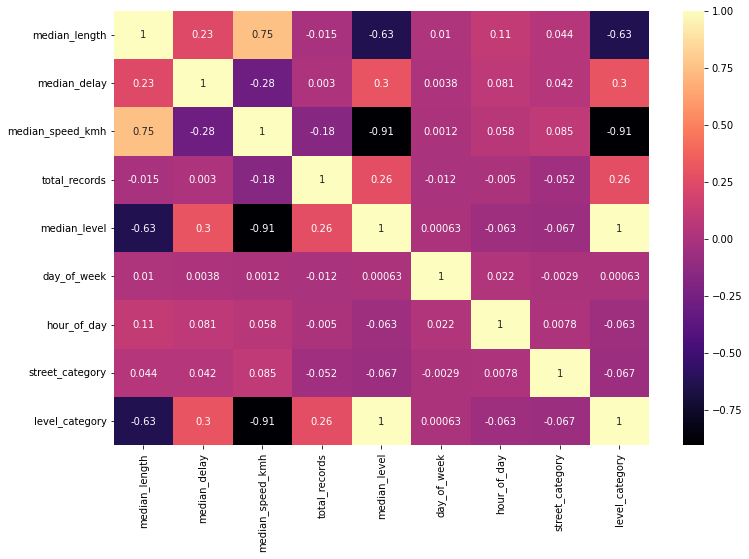 median_length 1 0.23 0.75 -0.015 -0.63 0.01 0.11 0.044 -0.63
median_delay 0.23 1 -0.28 0.003 0.3 0.0038 0.081 0.042 0.3
median_speed_kmh 0.75 -0.28 1 -0.18 -0.91 0.0012 0.058 0.085 -0.91
total_records -0.015 0.003 -0.18 1 0.26 -0.012 -0.005 -0.052 0.26
median_level -0.63 0.3 -0.91 0.26 1 0.00063 -0.063 -0.067 1
day_of_week 0.01 0.0038 0.0012 -0.012 0.00063 1 0.022 -0.0029 0.00063
hour_of_day 0.11 0.081 0.058 -0.005 -0.063 0.022 1 0.0078 -0.063
street_category 0.044 0.042 0.085 -0.052 -0.067 -0.0029 0.0078 1 -0.067
level_category -0.63 0.3 -0.91 0.26 1 0.00063 -0.063 -0.067 1
median_length
median_delay
median_speed_kmh
total_records
median_level
day_of_week
hour_of_day
street_category
level_category
1.00
0.75
0.50
0.25
0.00
−0.25
−0.50
−0.75